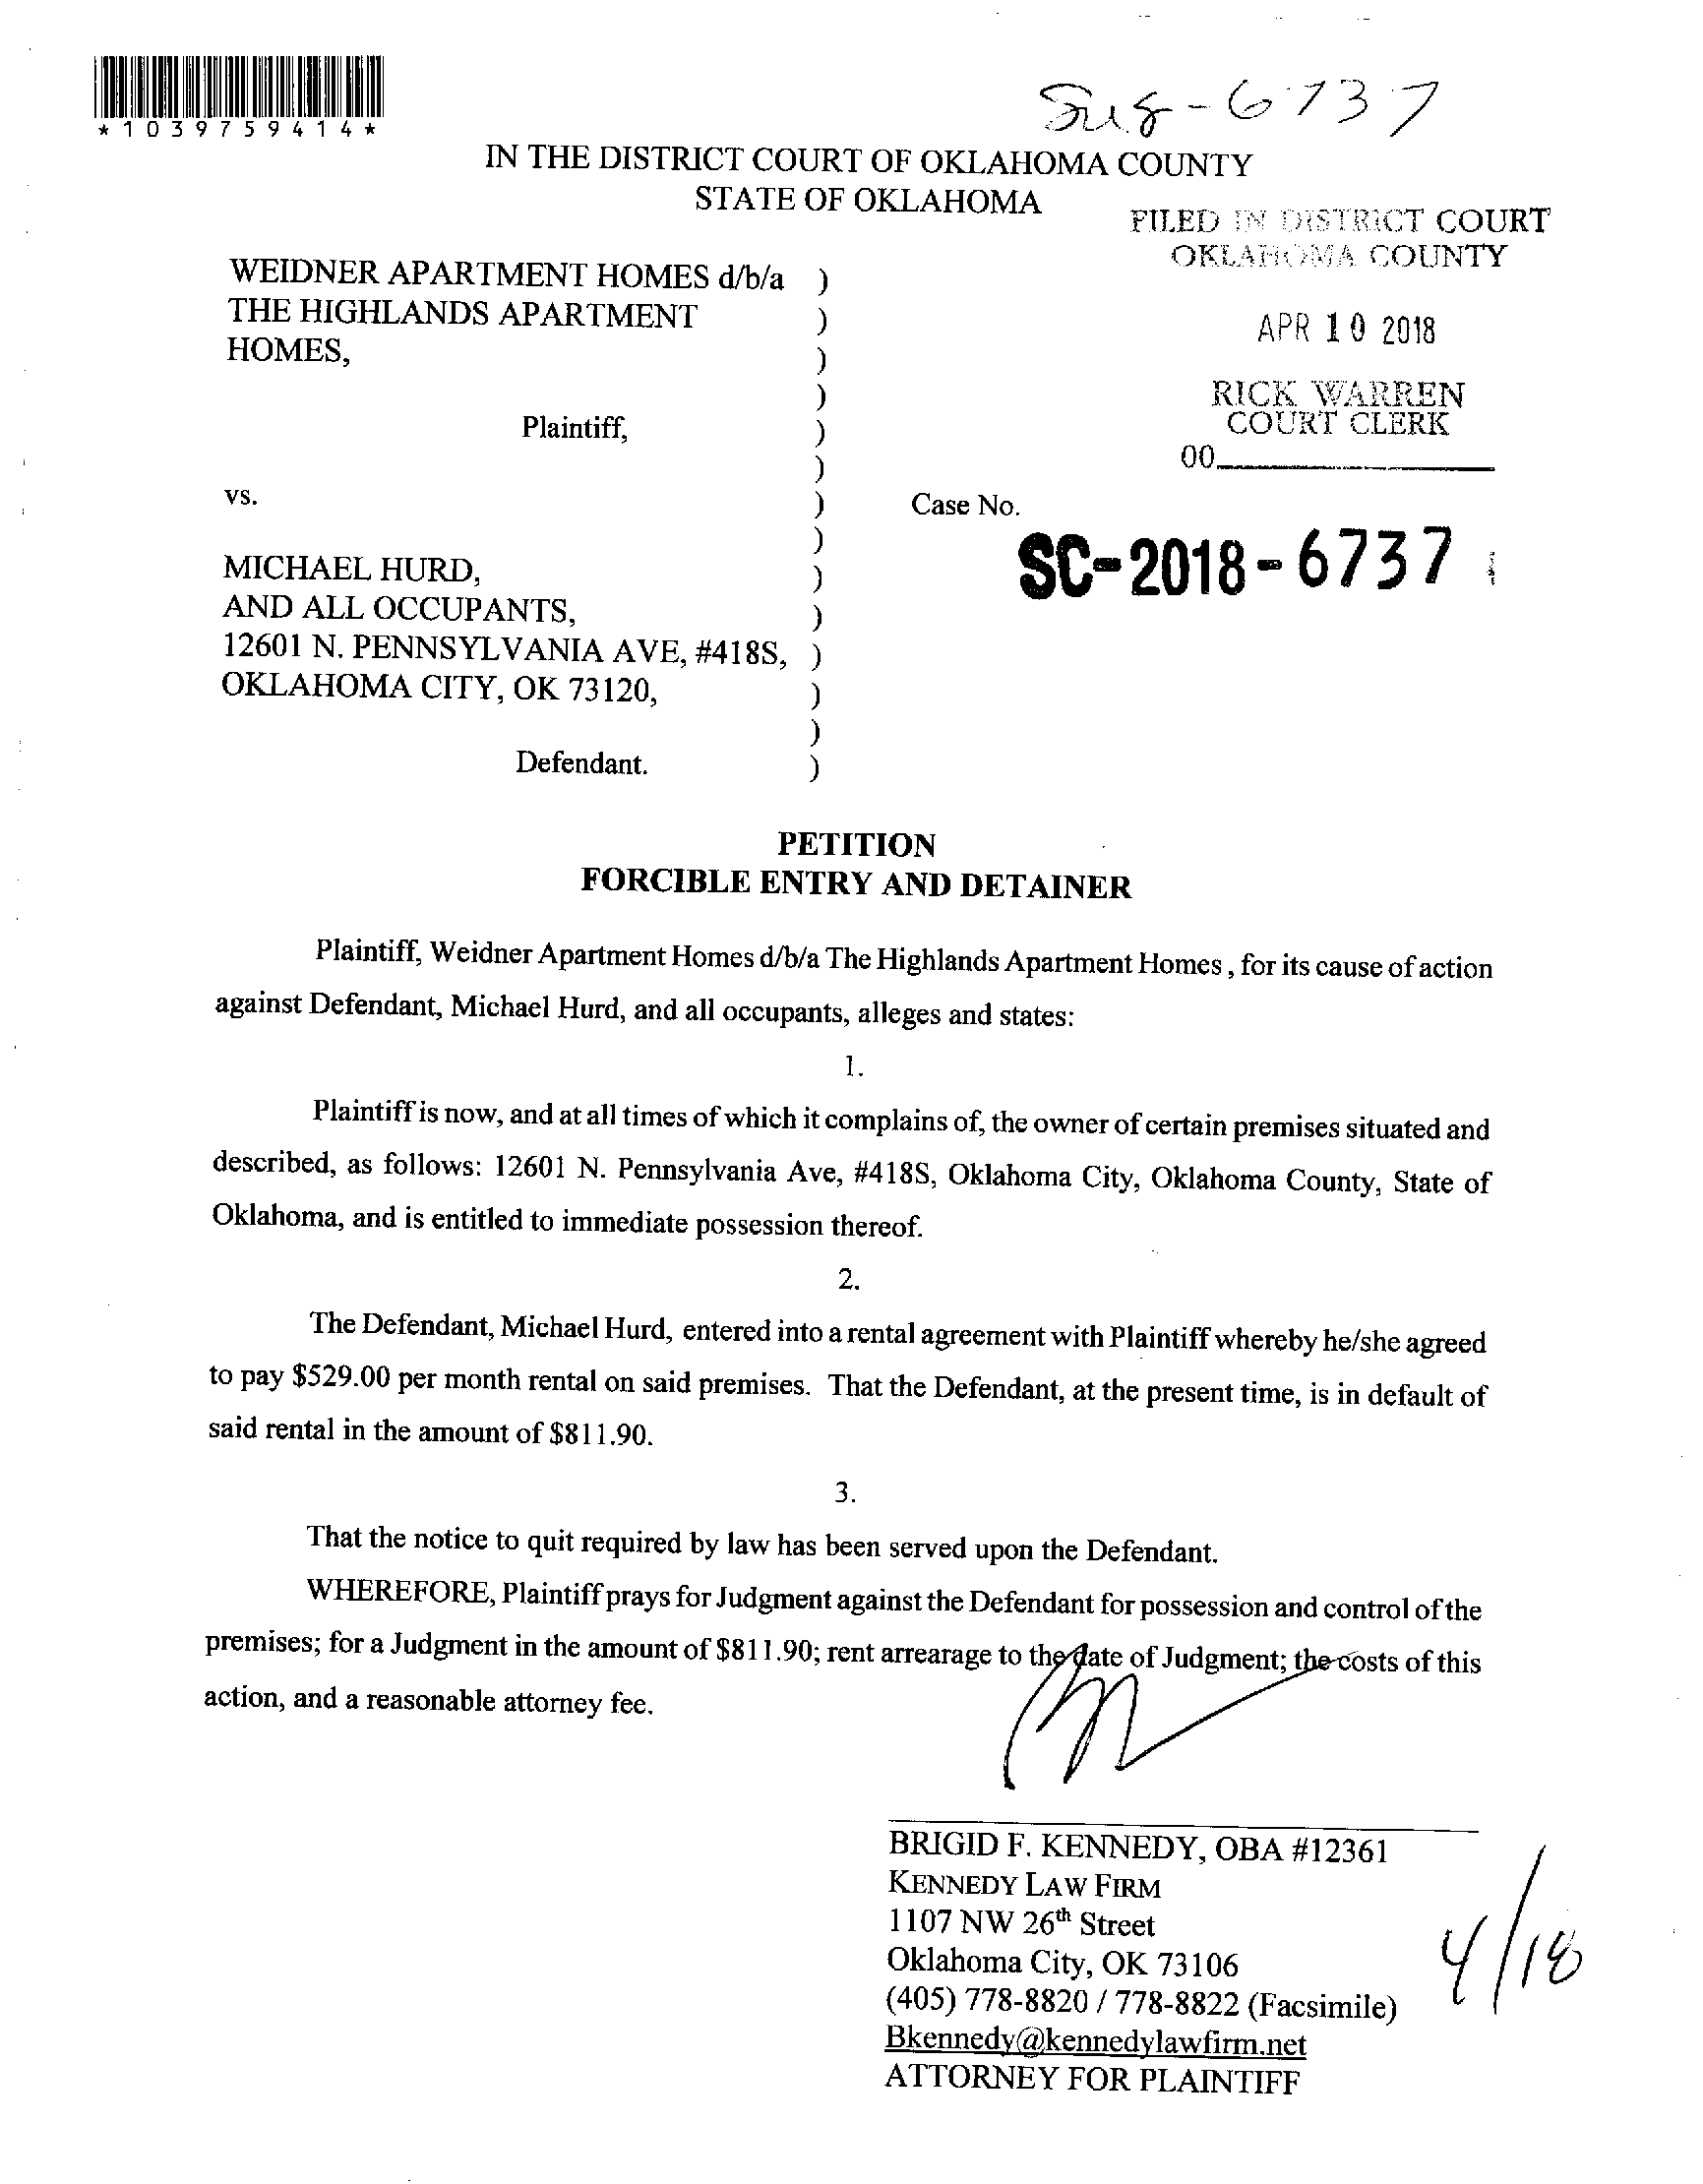 *1039759414*
6737
IN THE DISTRICT COURT OF OKLAHOMA COUNTY
STATE OF OKLAHOMA
FILED IN DISTRICT COURT
OKLAHOMA COUNTY
APR 10 2018
RICK WARREN
COURT CLERK
00
WEIDNER APARTMENT HOMES d/b/a )
THE HIGHLANDS APARTMENT )
HOMES, )
)
Plaintiff, )
)
vs. )
)
MICHAEL HURD, )
AND ALL OCCUPANTS, )
12601 N. PENNSYLVANIA AVE, #418S, )
OKLAHOMA CITY, OK 73120, )
)
Defendant. )
Case No.
SC-2018-6737
PETITION
FORCIBLE ENTRY AND DETAINER
Plaintiff, Weidner Apartment Homes d/b/a The Highlands Apartment Homes , for its cause of action
against Defendant, Michael Hurd, and all occupants, alleges and states:
1.
Plaintiff is now, and at all times of which it complains of, the owner of certain premises situated and
described, as follows: 12601 N. Pennsylvania Ave, #418S, Oklahoma City, Oklahoma County, State of
Oklahoma, and is entitled to immediate possession thereof.
2.
The Defendant, Michael Hurd, entered into a rental agreement with Plaintiff whereby he/she agreed
to pay $529.00 per month rental on said premises. That the Defendant, at the present time, is in default of
said rental in the amount of $811.90.
3.
That the notice to quit required by law has been served upon the Defendant.
WHEREFORE, Plaintiff prays for Judgment against the Defendant for possession and control of the
premises; for a Judgment in the amount of $811.90; rent arrearage to the date of Judgment; the costs of this
action, and a reasonable attorney fee.
BRIGID F. KENNEDY, OBA #12361
KENNEDY LAW FIRM
1107 NW 26th Street
Oklahoma City, OK 73106
(405) 778-8820 / 778-8822 (Facsimile)
Bkennedy@kennedylawfirm.net
ATTORNEY FOR PLAINTIFF
4/18